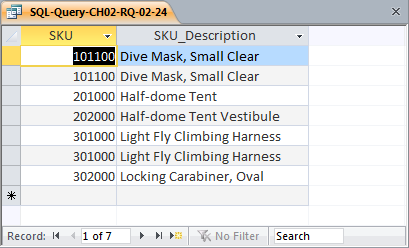 SQL-Query-CH02-RQ-02-24
SKU SKU_Description
101100 Dive Mask, Small Clear
101100 Dive Mask, Small Clear
201000 Half-dome Tent
202000 Half-dome Tent Vestibule
301000 Light Fly Climbing Harness
301000 Light Fly Climbing Harness
302000 Locking Carabiner, Oval
Record: 1 of 7 No Filter Search